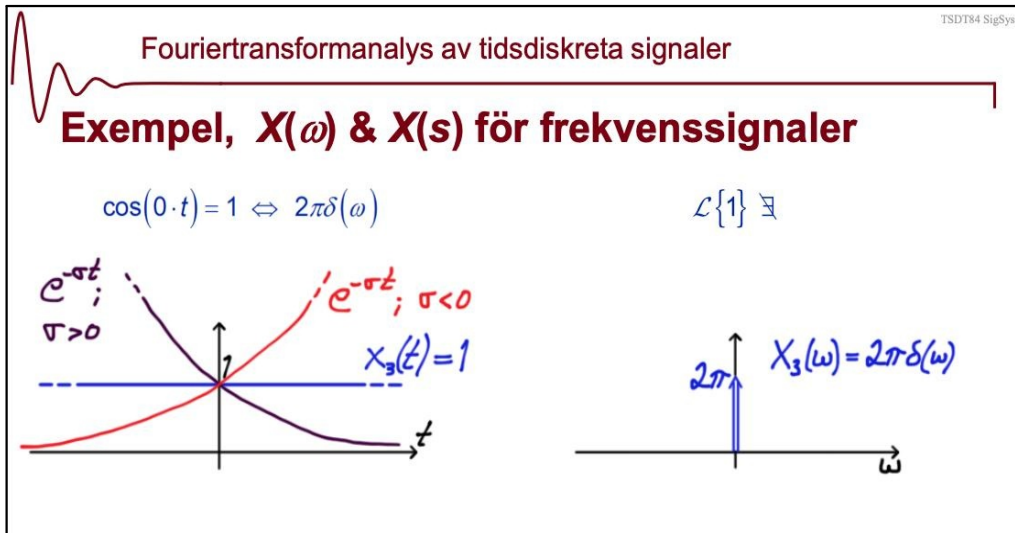 TSDT84 SigSys
Fouriertransformanalys av tidsdiskreta signaler
Exempel, X(ω) & X(s) för frekvenssignaler
cos(0·t) = 1 ⇔ 2πδ(ω)
ℒ{1} ∄
e^-σt;
σ>0
e^-σt; σ<0
1
x₃(t)=1
t
2π
X₃(ω)=2πδ(ω)
ω